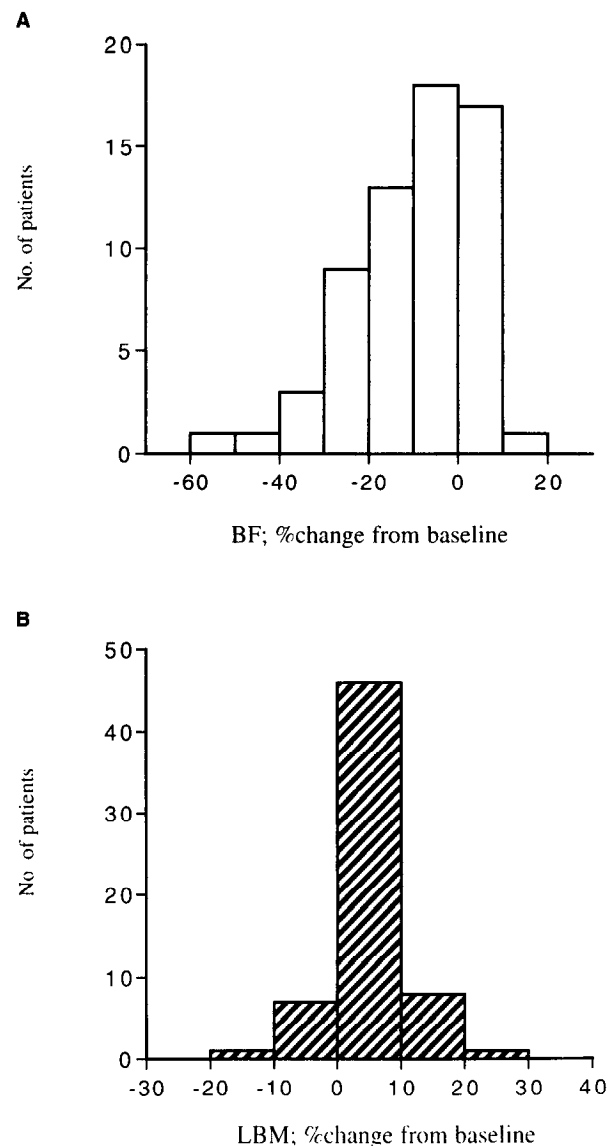 A
20
15
10
5
0
No. of patients
-60 -40 -20 0 20
BF; %change from baseline
B
50
40
30
20
10
0
No of patients
-30 -20 -10 0 10 20 30 40
LBM; %change from baseline